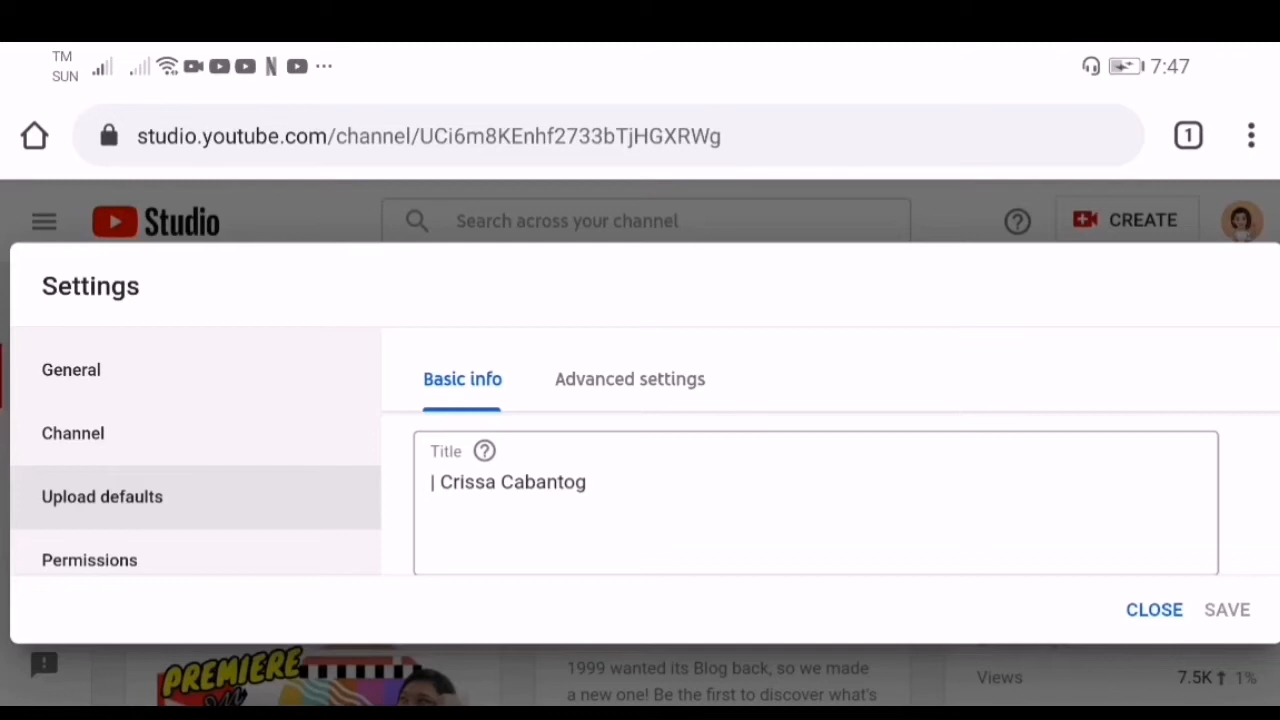 TM
SUN
7:47
studio.youtube.com/channel/UCi6m8KEnhf2733bTjHGXRWg
1
Studio
Search across your channel
CREATE
Settings
General
Channel
Upload defaults
Permissions
Basic info
Advanced settings
Title
| Crissa Cabantog
CLOSE
SAVE
PREMIERE
1999 wanted its Blog back, so we made
a new one! Be the first to discover what's
Views
7.5K
1%